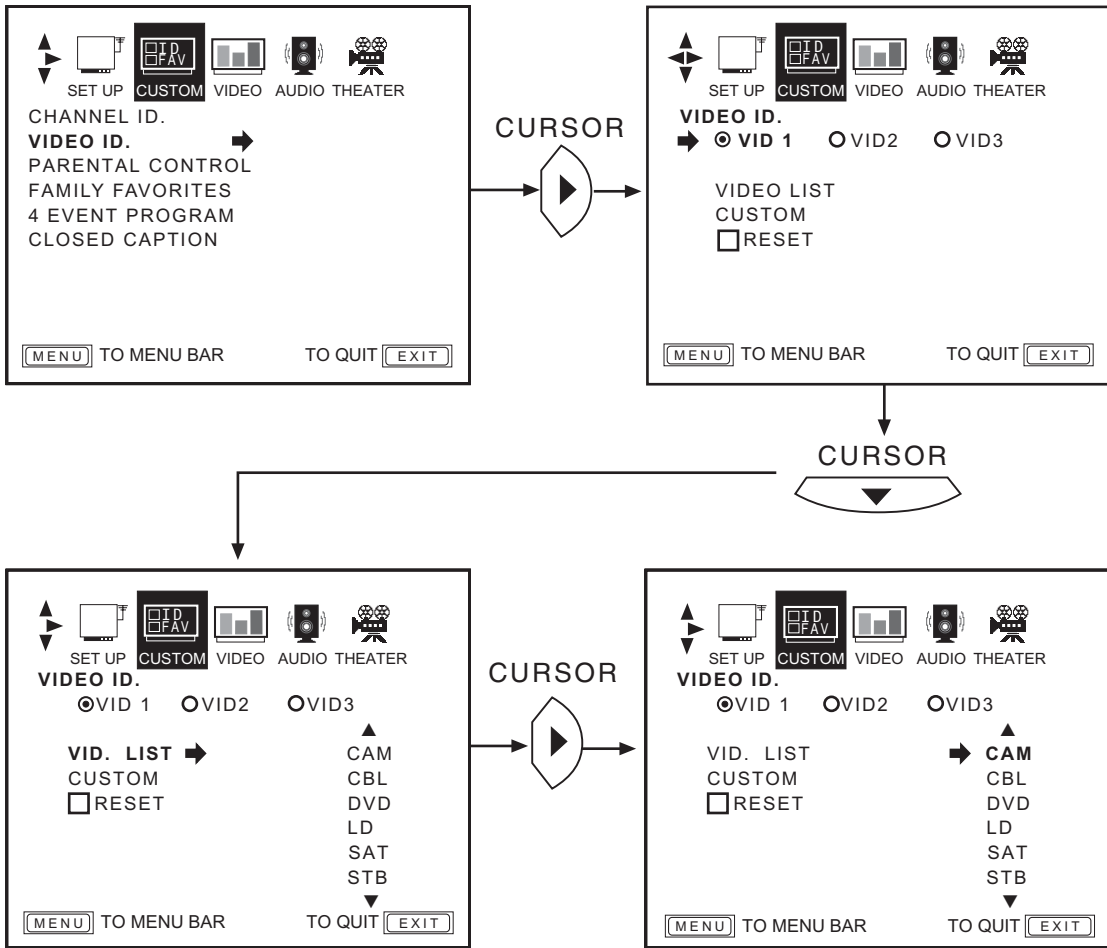 ID
FAV
SET UP CUSTOM VIDEO AUDIO THEATER
CHANNEL ID.
VIDEO ID.
PARENTAL CONTROL
FAMILY FAVORITES
4 EVENT PROGRAM
CLOSED CAPTION
MENU TO MENU BAR TO QUIT EXIT
CURSOR
ID
FAV
SET UP CUSTOM VIDEO AUDIO THEATER
VIDEO ID.
VID 1 VID2 VID3
VIDEO LIST
CUSTOM
RESET
MENU TO MENU BAR TO QUIT EXIT
CURSOR
ID
FAV
SET UP CUSTOM VIDEO AUDIO THEATER
VIDEO ID.
VID 1 VID2 VID3
VID. LIST CAM
CUSTOM CBL
RESET DVD
LD
SAT
STB
MENU TO MENU BAR TO QUIT EXIT
CURSOR
ID
FAV
SET UP CUSTOM VIDEO AUDIO THEATER
VIDEO ID.
VID 1 VID2 VID3
VID. LIST CAM
CUSTOM CBL
RESET DVD
LD
SAT
STB
MENU TO MENU BAR TO QUIT EXIT